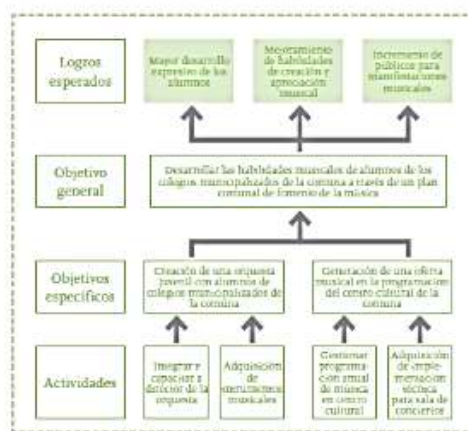 Logros
esperados
Mayor desarrollo
expresivo de los
alumnos
Mejoramiento
de habilidades
de creación y
apreciación
musical
Incremento de
públicos para
manifestaciones
musicales
Objetivo
general
Desarrollar las habilidades musicales de alumnos de los
colegios municipalizados de la comuna a través de un plan
comunal de fomento de la música
Objetivos
específicos
Creación de una orquesta
juvenil con alumnos de
colegios municipalizados de
la comuna
Generación de una oferta
musical en la programación
del centro cultural de la
comuna
Actividades
Integrar y
capacitar a
director de la
orquesta
Adquisición
de
instrumentos
musicales
Gestionar
programa-
ción anual
de música
en centro
cultural
Adquisición
de imple-
mentación
técnica
para sala de
conciertos